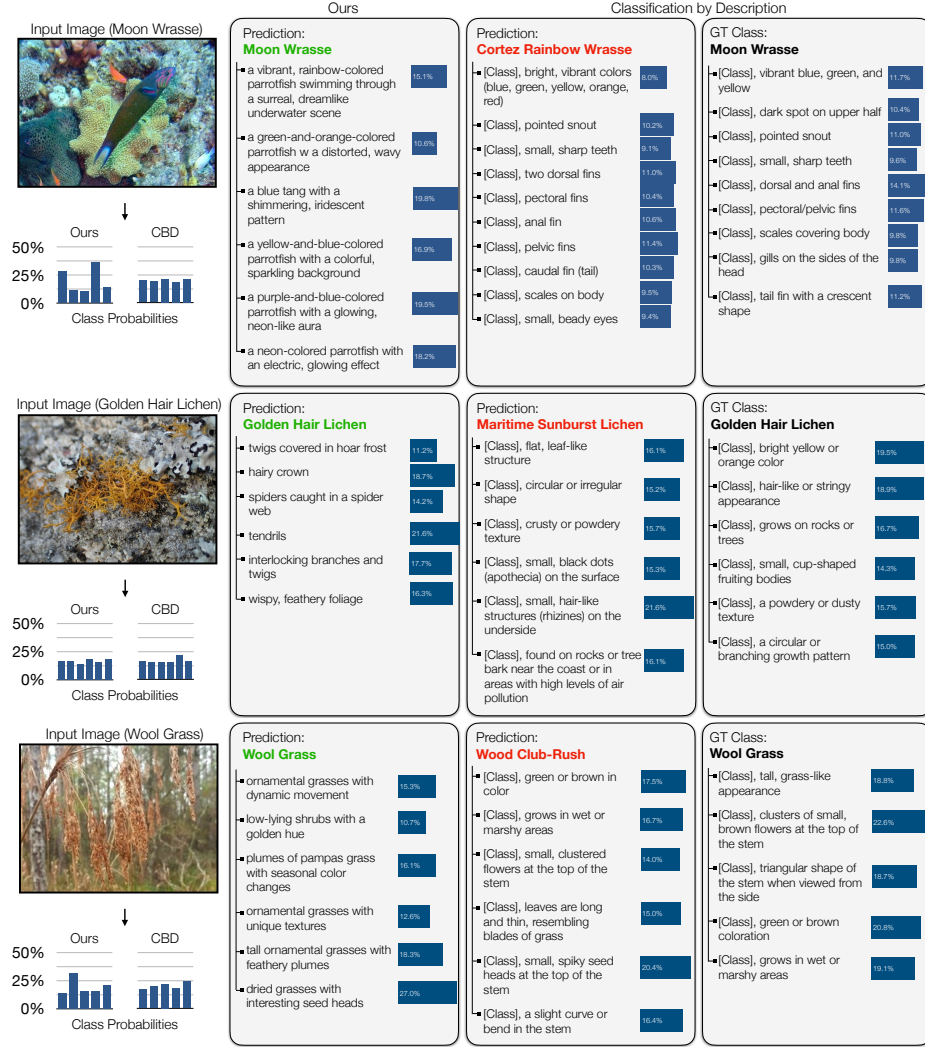 Ours
Classification by Description
Input Image (Moon Wrasse)
Ours
CBD
50%
25%
0%
Class Probabilities
Prediction:
Moon Wrasse
a vibrant, rainbow-colored
parrotfish swimming through
a surreal, dreamlike
underwater scene
15.1%
a green-and-orange-colored
parrotfish w a distorted, wavy
appearance
10.6%
a blue tang with a
shimmering, iridescent
pattern
19.8%
a yellow-and-blue-colored
parrotfish with a colorful,
sparkling background
16.9%
a purple-and-blue-colored
parrotfish with a glowing,
neon-like aura
19.5%
a neon-colored parrotfish with
an electric, glowing effect
18.2%
Prediction:
Cortez Rainbow Wrasse
[Class], bright, vibrant colors
(blue, green, yellow, orange,
red)
8.0%
[Class], pointed snout
10.2%
[Class], small, sharp teeth
9.1%
[Class], two dorsal fins
11.0%
[Class], pectoral fins
10.4%
[Class], anal fin
10.6%
[Class], pelvic fins
11.4%
[Class], caudal fin (tail)
10.3%
[Class], scales on body
9.5%
[Class], small, beady eyes
9.4%
GT Class:
Moon Wrasse
[Class], vibrant blue, green, and
yellow
11.7%
[Class], dark spot on upper half
10.4%
[Class], pointed snout
11.0%
[Class], small, sharp teeth
9.6%
[Class], dorsal and anal fins
14.1%
[Class], pectoral/pelvic fins
11.6%
[Class], scales covering body
9.8%
[Class], gills on the sides of the
head
9.8%
[Class], tail fin with a crescent
shape
11.2%
Input Image (Golden Hair Lichen)
Ours
CBD
50%
25%
0%
Class Probabilities
Prediction:
Golden Hair Lichen
twigs covered in hoar frost
11.2%
hairy crown
18.7%
spiders caught in a spider
web
14.2%
tendrils
21.6%
interlocking branches and
twigs
17.7%
wispy, feathery foliage
16.3%
Prediction:
Maritime Sunburst Lichen
[Class], flat, leaf-like
structure
16.1%
[Class], circular or irregular
shape
15.2%
[Class], crusty or powdery
texture
15.7%
[Class], small, black dots
(apothecia) on the surface
15.3%
[Class], small, hair-like
structures (rhizines) on the
underside
21.6%
[Class], found on rocks or tree
bark near the coast or in
areas with high levels of air
pollution
16.1%
GT Class:
Golden Hair Lichen
[Class], bright yellow or
orange color
19.5%
[Class], hair-like or stringy
appearance
18.9%
[Class], grows on rocks or
trees
16.7%
[Class], small, cup-shaped
fruiting bodies
14.3%
[Class], a powdery or dusty
texture
15.7%
[Class], a circular or
branching growth pattern
15.0%
Input Image (Wool Grass)
Ours
CBD
50%
25%
0%
Class Probabilities
Prediction:
Wool Grass
ornamental grasses with
dynamic movement
15.3%
low-lying shrubs with a
golden hue
10.7%
plumes of pampas grass
with seasonal color
changes
16.1%
ornamental grasses with
unique textures
12.6%
tall ornamental grasses with
feathery plumes
18.3%
dried grasses with
interesting seed heads
27.0%
Prediction:
Wood Club-Rush
[Class], green or brown in
color
17.5%
[Class], grows in wet or
marshy areas
16.7%
[Class], small, clustered
flowers at the top of the
stem
14.0%
[Class], leaves are long
and thin, resembling
blades of grass
15.0%
[Class], small, spiky seed
heads at the top of the
stem
20.4%
[Class], a slight curve or
bend in the stem
16.4%
GT Class:
Wool Grass
[Class], tall, grass-like
appearance
18.8%
[Class], clusters of small,
brown flowers at the top of
the stem
22.6%
[Class], triangular shape of
the stem when viewed from
the side
18.7%
[Class], green or brown
coloration
20.8%
[Class], grows in wet or
marshy areas
19.1%